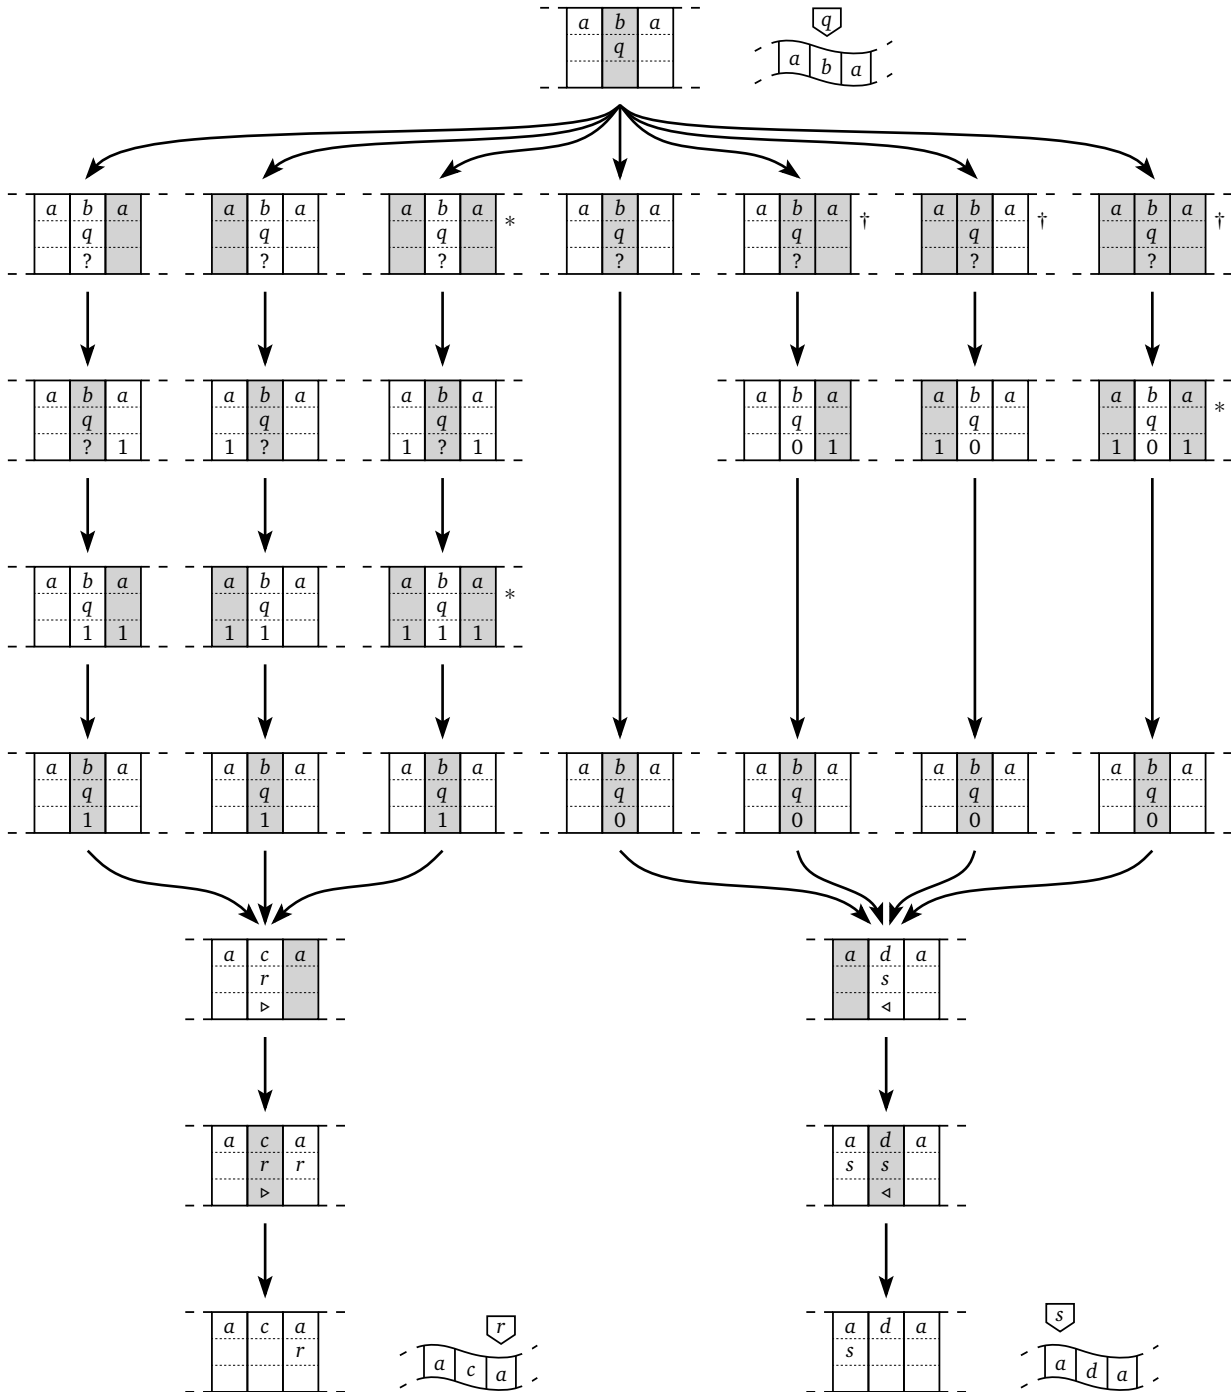 a b a q
q a b a
a b a a b a a b a * a b a a b a † a b a † a b a †
q q q q q q q
? ? ? ? ? ? ?
a b a a b a a b a a b a a b a a b a *
q q q q q q
? 1 1 ? 1 ? 1 0 1 1 0 1 0 1
a b a a b a a b a *
q q q
1 1 1 1 1 1 1
a b a a b a a b a a b a a b a a b a a b a
q q q q q q q
1 1 1 0 0 0 0
a c a a d a
r s
▹ ◃
a c a a d a
r r s s
▹ ◃
a c a r a d a s
r a c a s a d a